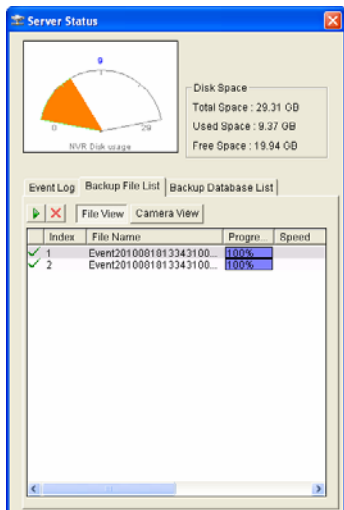 Server Status
9
0
29
NVR Disk usage
Disk Space
Total Space : 29.31 GB
Used Space : 9.37 GB
Free Space : 19.94 GB
Event Log Backup File List Backup Database List
File View Camera View
Index File Name Progre... Speed
1 Event2010081813343100... 100%
2 Event2010081813343100... 100%